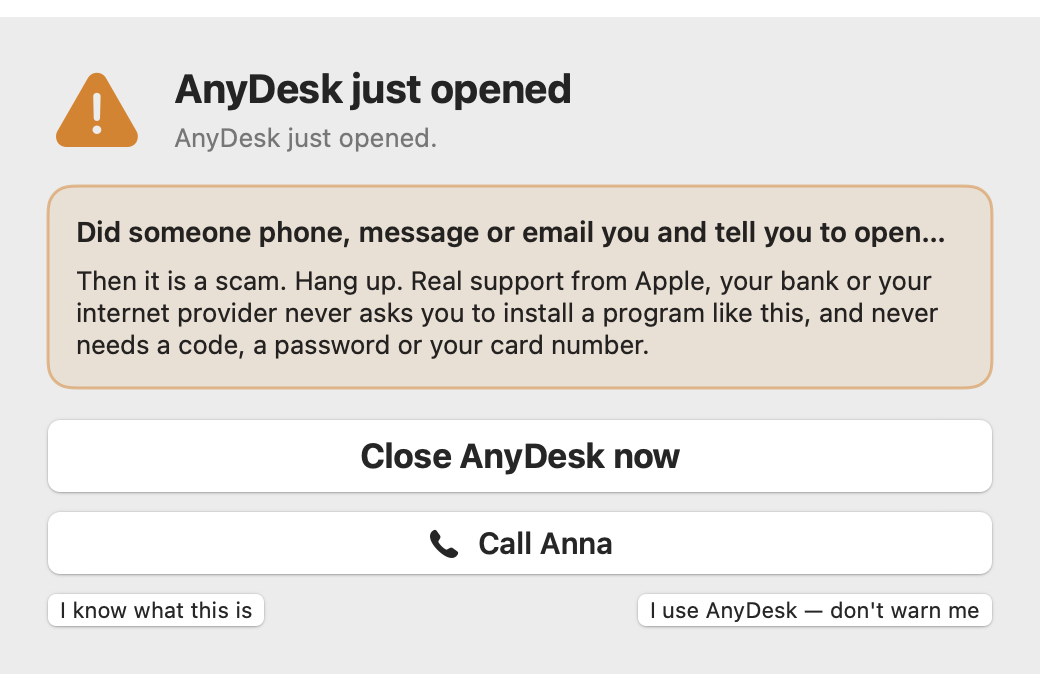 AnyDesk just opened
AnyDesk just opened.
Did someone phone, message or email you and tell you to open...
Then it is a scam. Hang up. Real support from Apple, your bank or your
internet provider never asks you to install a program like this, and never
needs a code, a password or your card number.
Close AnyDesk now
Call Anna
I know what this is
I use AnyDesk — don't warn me